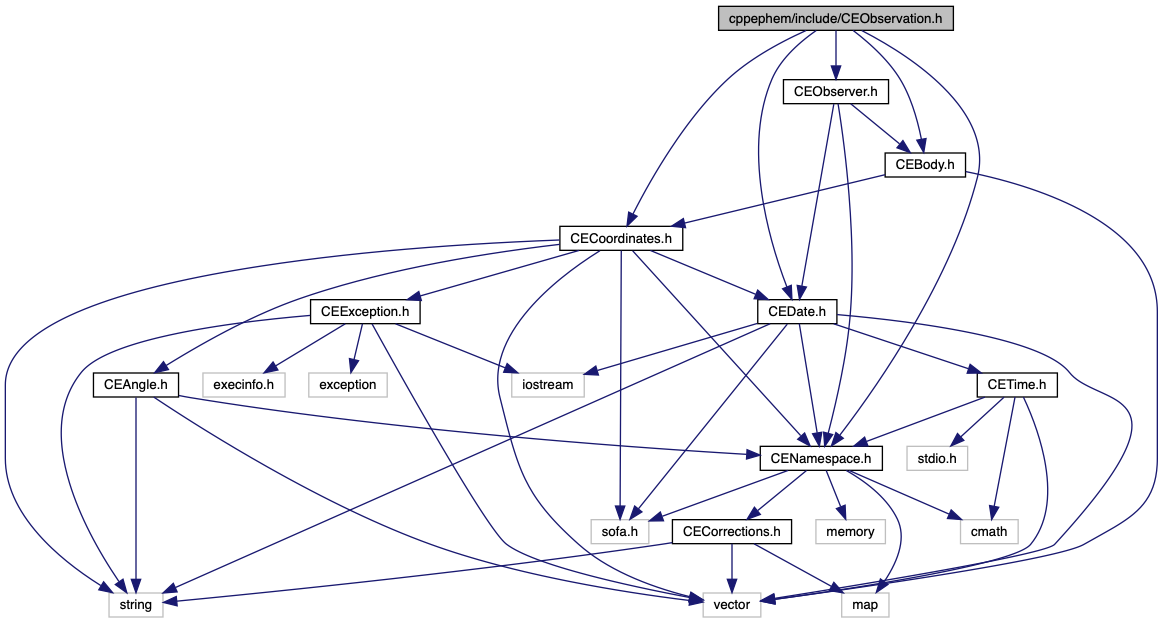 cppephem/include/CEObservation.h
CEObserver.h
CEBody.h
CECoordinates.h
CEException.h
CEDate.h
CEAngle.h
execinfo.h
exception
iostream
CETime.h
CENamespace.h
stdio.h
sofa.h
CECorrections.h
memory
cmath
string
vector
map